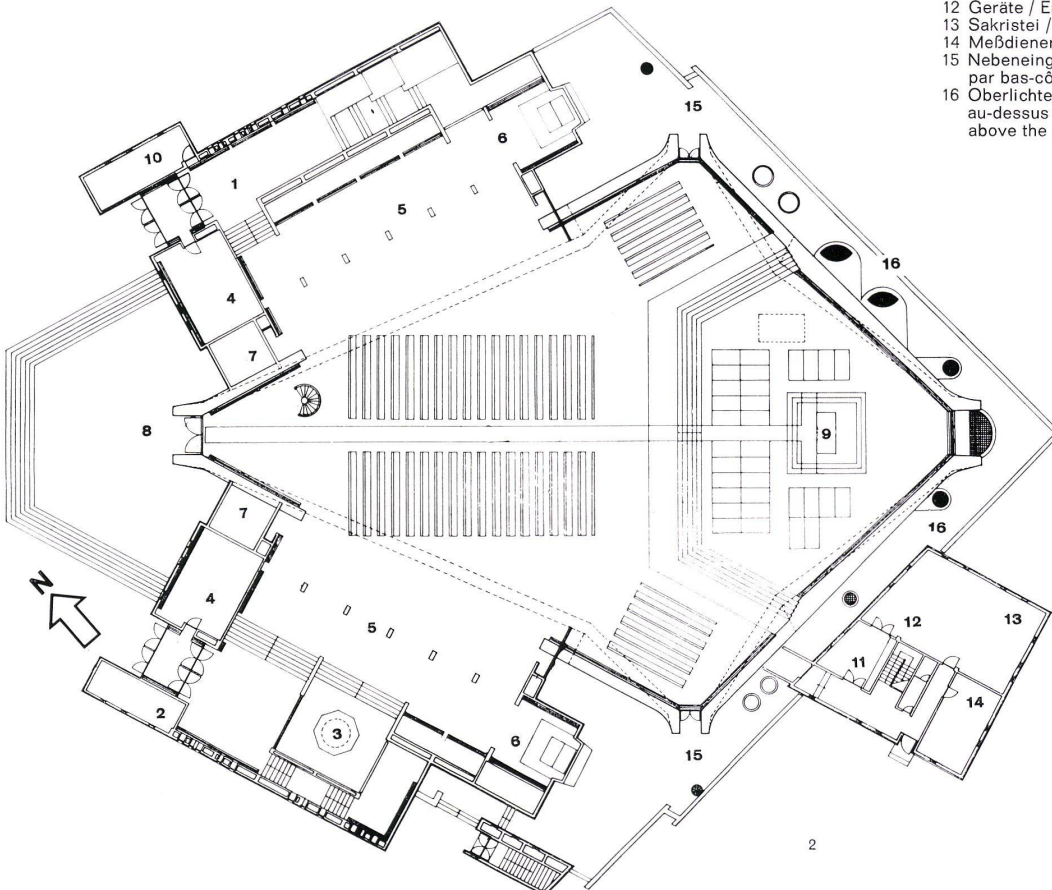 12 Geräte / E
13 Sakristei /
14 Meßdiener
15 Nebeneing
par bas-cô
16 Oberlichte
au-dessus
above the
15
10
6
1
5
16
4
7
8
9
7
16
4
12
13
5
11
2
14
3
6
15
N
2